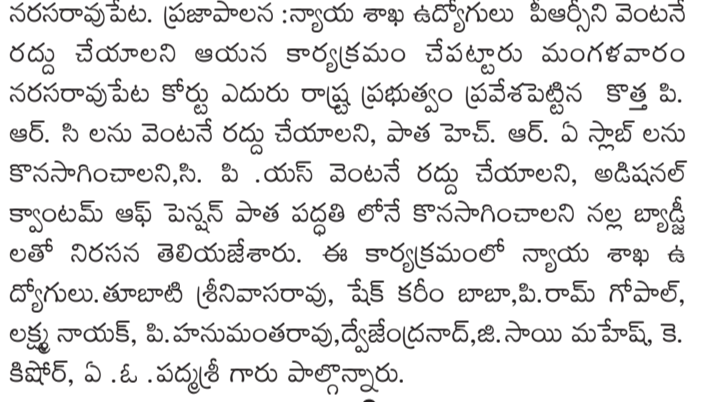 నరసరావుపేట. ప్రజాపాలన :న్యాయ శాఖ ఉద్యోగులు పీఆర్సీని వెంటనే
రద్దు చేయాలని ఆయన కార్యక్రమం చేపట్టారు మంగళవారం
నరసరావుపేట కోర్టు ఎదురు రాష్ట్ర ప్రభుత్వం ప్రవేశపెట్టిన కొత్త పి.
ఆర్. సి లను వెంటనే రద్దు చేయాలని, పాత హెచ్. ఆర్. ఏ స్లాబ్ లను
కొనసాగించాలని,సి. పి .యస్ వెంటనే రద్దు చేయాలని, అడిషనల్
క్వాంటమ్ ఆఫ్ పెన్షన్ పాత పద్ధతి లోనే కొనసాగించాలని నల్ల బ్యాడ్జీ
లతో నిరసన తెలియజేశారు. ఈ కార్యక్రమంలో న్యాయ శాఖ ఉ
ద్యోగులు.తూబాటి శ్రీనివాసరావు, షేక్ కరీం బాబా,పి.రామ్ గోపాల్,
లక్ష్మ నాయక్, పి.హనుమంతరావు,ద్వేజేంద్రనాద్,జి.సాయి మహేష్, కె.
కిషోర్, ఏ .ఓ .పద్మశ్రీ గారు పాల్గొన్నారు.